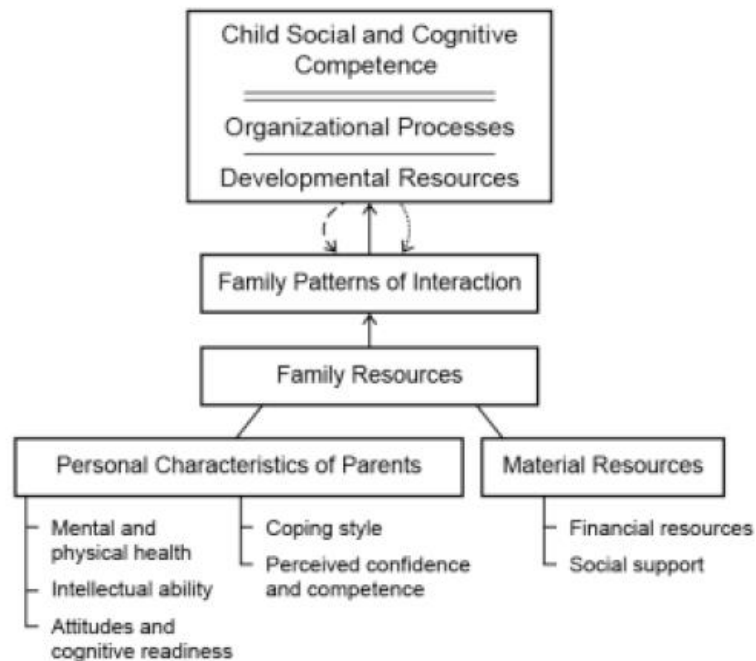 Child Social and Cognitive
Competence
Organizational Processes
Developmental Resources
Family Patterns of Interaction
Family Resources
Personal Characteristics of Parents
Mental and
physical health
Intellectual ability
Attitudes and
cognitive readiness
Coping style
Perceived confidence
and competence
Material Resources
Financial resources
Social support